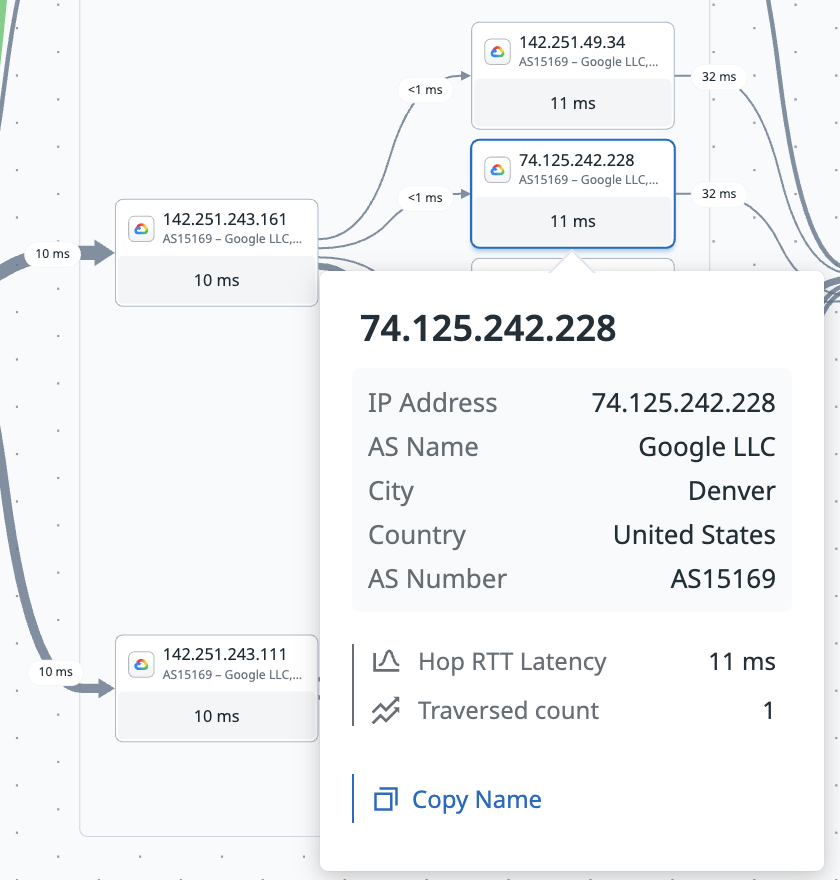 142.251.49.34
AS15169 – Google LLC,...
<1 ms
11 ms
32 ms
74.125.242.228
AS15169 – Google LLC,...
<1 ms
11 ms
32 ms
142.251.243.161
AS15169 – Google LLC,...
10 ms
10 ms
74.125.242.228
IP Address 74.125.242.228
AS Name Google LLC
City Denver
Country United States
AS Number AS15169
Hop RTT Latency 11 ms
Traversed count 1
Copy Name
142.251.243.111
AS15169 – Google LLC,...
10 ms
10 ms